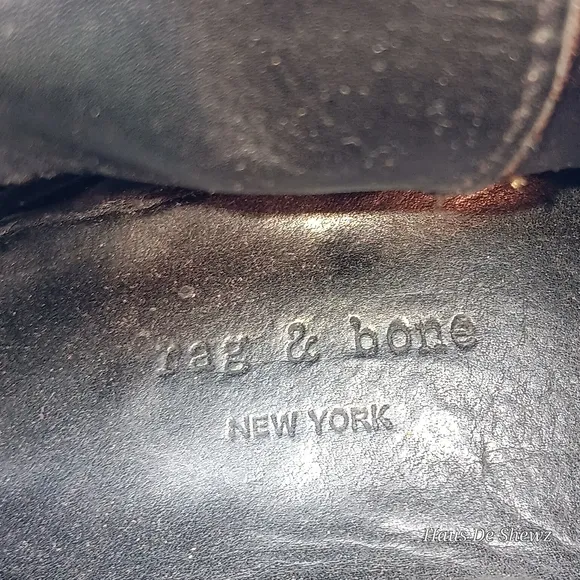 rag & bone
NEW YORK
Haus De Shewz